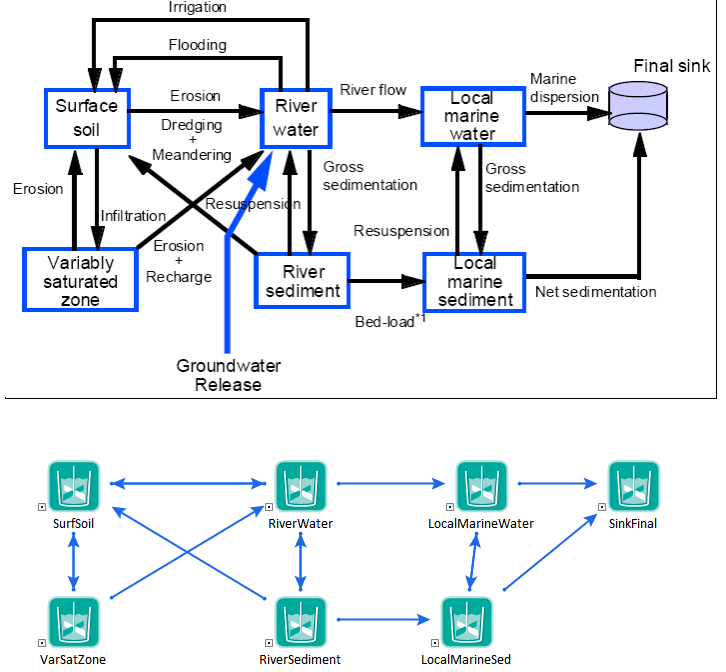 Irrigation
Flooding
Final sink
Surface
soil
Erosion
River
water
River flow
Local
marine
water
Marine
dispersion
Dredging
+
Meandering
Erosion
Infiltration
Resuspension
Gross
sedimentation
Resuspension
Gross
sedimentation
Variably
saturated
zone
Erosion
+
Recharge
River
sediment
Bed-load*1
Local
marine
sediment
Net sedimentation
Groundwater
Release
SurfSoil
RiverWater
LocalMarineWater
SinkFinal
VarSatZone
RiverSediment
LocalMarineSed